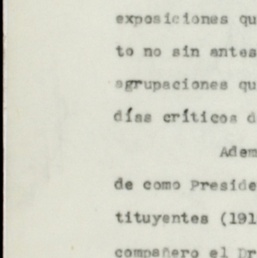 exposiciones qu
to no sin antes
agrupaciones qu
días críticos d
Adem
de como Preside
tituyentes (191
compañero el Dr